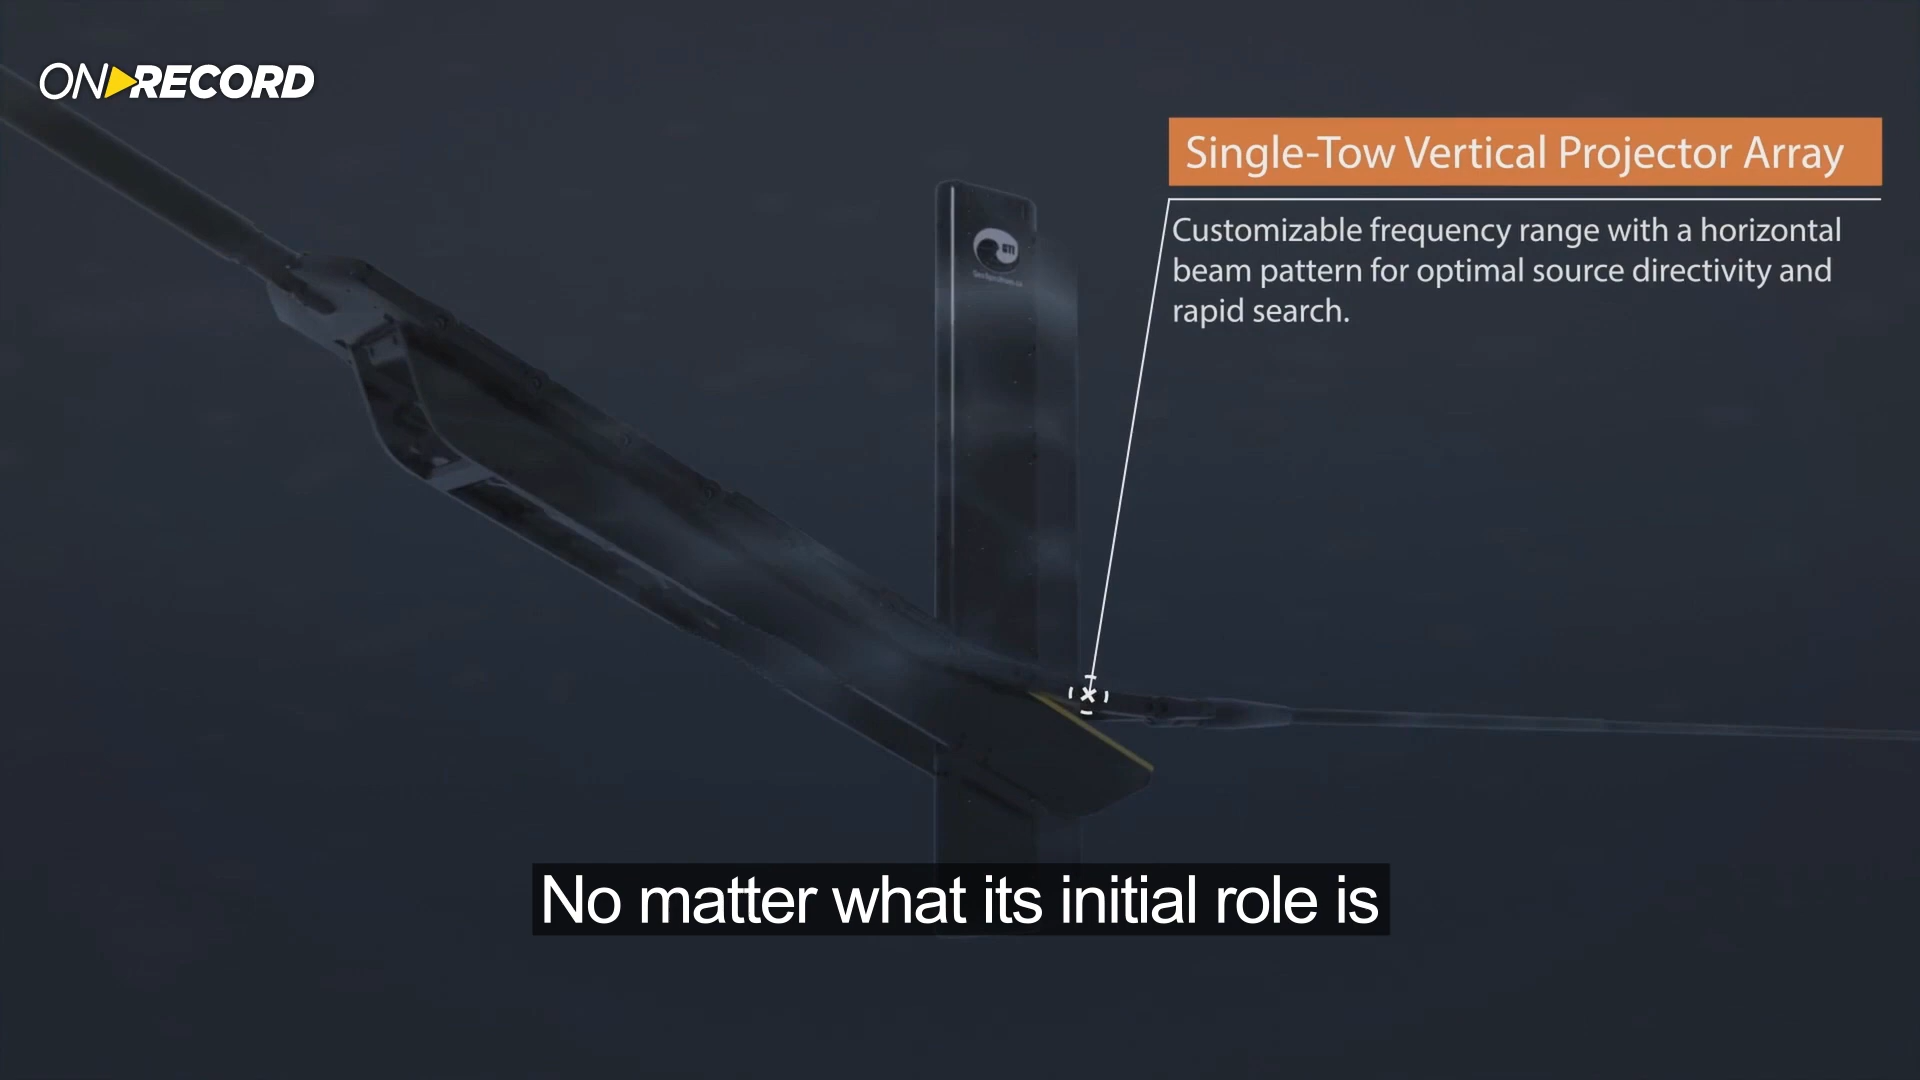 ON RECORD
Single-Tow Vertical Projector Array
Customizable frequency range with a horizontal
beam pattern for optimal source directivity and
rapid search.
GTI
No matter what its initial role is